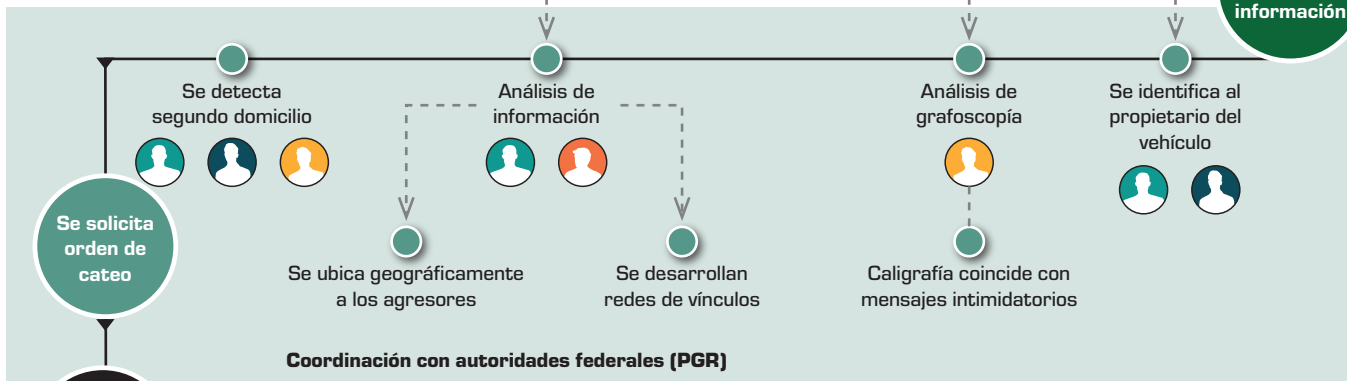 información
Se detecta
segundo domicilio
Análisis de
información
Análisis de
grafoscopía
Se identifica al
propietario del
vehículo
Se solicita
orden de
cateo
Se ubica geográficamente
a los agresores
Se desarrollan
redes de vínculos
Caligrafía coincide con
mensajes intimidatorios
Coordinación con autoridades federales (PGR)